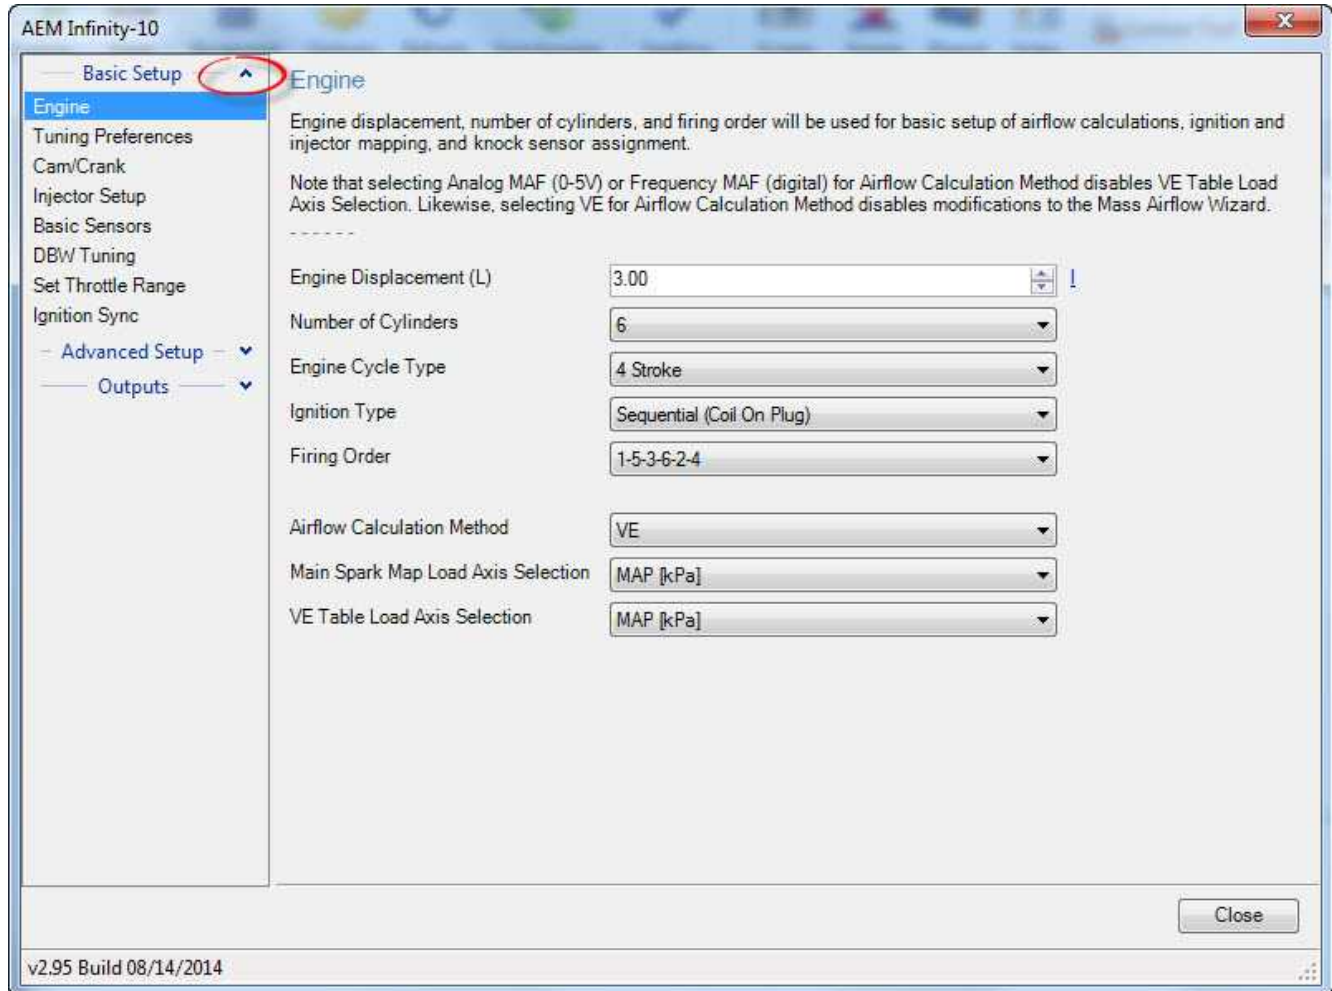 AEM Infinity-10
Basic Setup
Engine
Tuning Preferences
Cam/Crank
Injector Setup
Basic Sensors
DBW Tuning
Set Throttle Range
Ignition Sync
Advanced Setup
Outputs
Engine
Engine displacement, number of cylinders, and firing order will be used for basic setup of airflow calculations, ignition and
injector mapping, and knock sensor assignment.
Note that selecting Analog MAF (0-5V) or Frequency MAF (digital) for Airflow Calculation Method disables VE Table Load
Axis Selection. Likewise, selecting VE for Airflow Calculation Method disables modifications to the Mass Airflow Wizard.
- - - - - -
Engine Displacement (L) 3.00 l
Number of Cylinders 6
Engine Cycle Type 4 Stroke
Ignition Type Sequential (Coil On Plug)
Firing Order 1-5-3-6-2-4
Airflow Calculation Method VE
Main Spark Map Load Axis Selection MAP [kPa]
VE Table Load Axis Selection MAP [kPa]
Close
v2.95 Build 08/14/2014